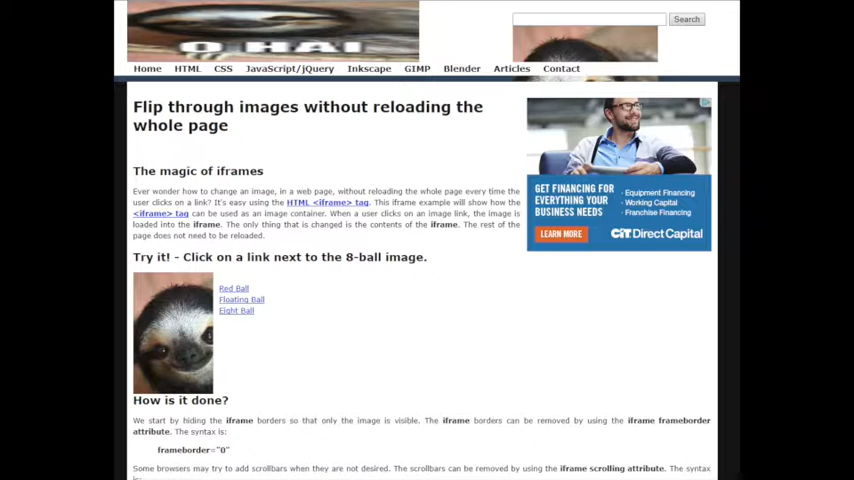 O HAI
Search
Home HTML CSS JavaScript/jQuery Inkscape GIMP Blender Articles Contact
Flip through images without reloading the
whole page
The magic of iframes
Ever wonder how to change an image, in a web page, without reloading the whole page every time the
user clicks on a link? It's easy using the HTML <iframe> tag. This iframe example will show how the
<iframe> tag can be used as an image container. When a user clicks on an image link, the image is
loaded into the iframe. The only thing that is changed is the contents of the iframe. The rest of the
page does not need to be reloaded.
GET FINANCING FOR
EVERYTHING YOUR
BUSINESS NEEDS
· Equipment Financing
· Working Capital
· Franchise Financing
LEARN MORE
CIT Direct Capital
Try it! - Click on a link next to the 8-ball image.
Red Ball
Floating Ball
Eight Ball
How is it done?
We start by hiding the iframe borders so that only the image is visible. The iframe borders can be removed by using the iframe frameborder
attribute. The syntax is:
frameborder="0"
Some browsers may try to add scrollbars when they are not desired. The scrollbars can be removed by using the iframe scrolling attribute. The syntax